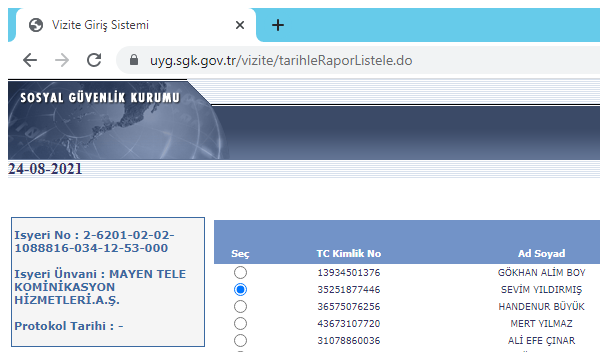 Vizite Giriş Sistemi
uyg.sgk.gov.tr/vizite/tarihleRaporListele.do
SOSYAL GÜVENLİK KURUMU
24-08-2021
Isyeri No : 2-6201-02-02-
1088816-034-12-53-000
Isyeri Ünvani : MAYEN TELE
KOMİNİKASYON
HİZMETLERİ.A.Ş.
Protokol Tarihi : -
Seç TC Kimlik No Ad Soyad
13934501376 GÖKHAN ALİM BOY
35251877446 SEVİM YILDIRMIŞ
36575076256 HANDENUR BÜYÜK
43673107720 MERT YILMAZ
31078860036 ALİ EFE ÇINAR